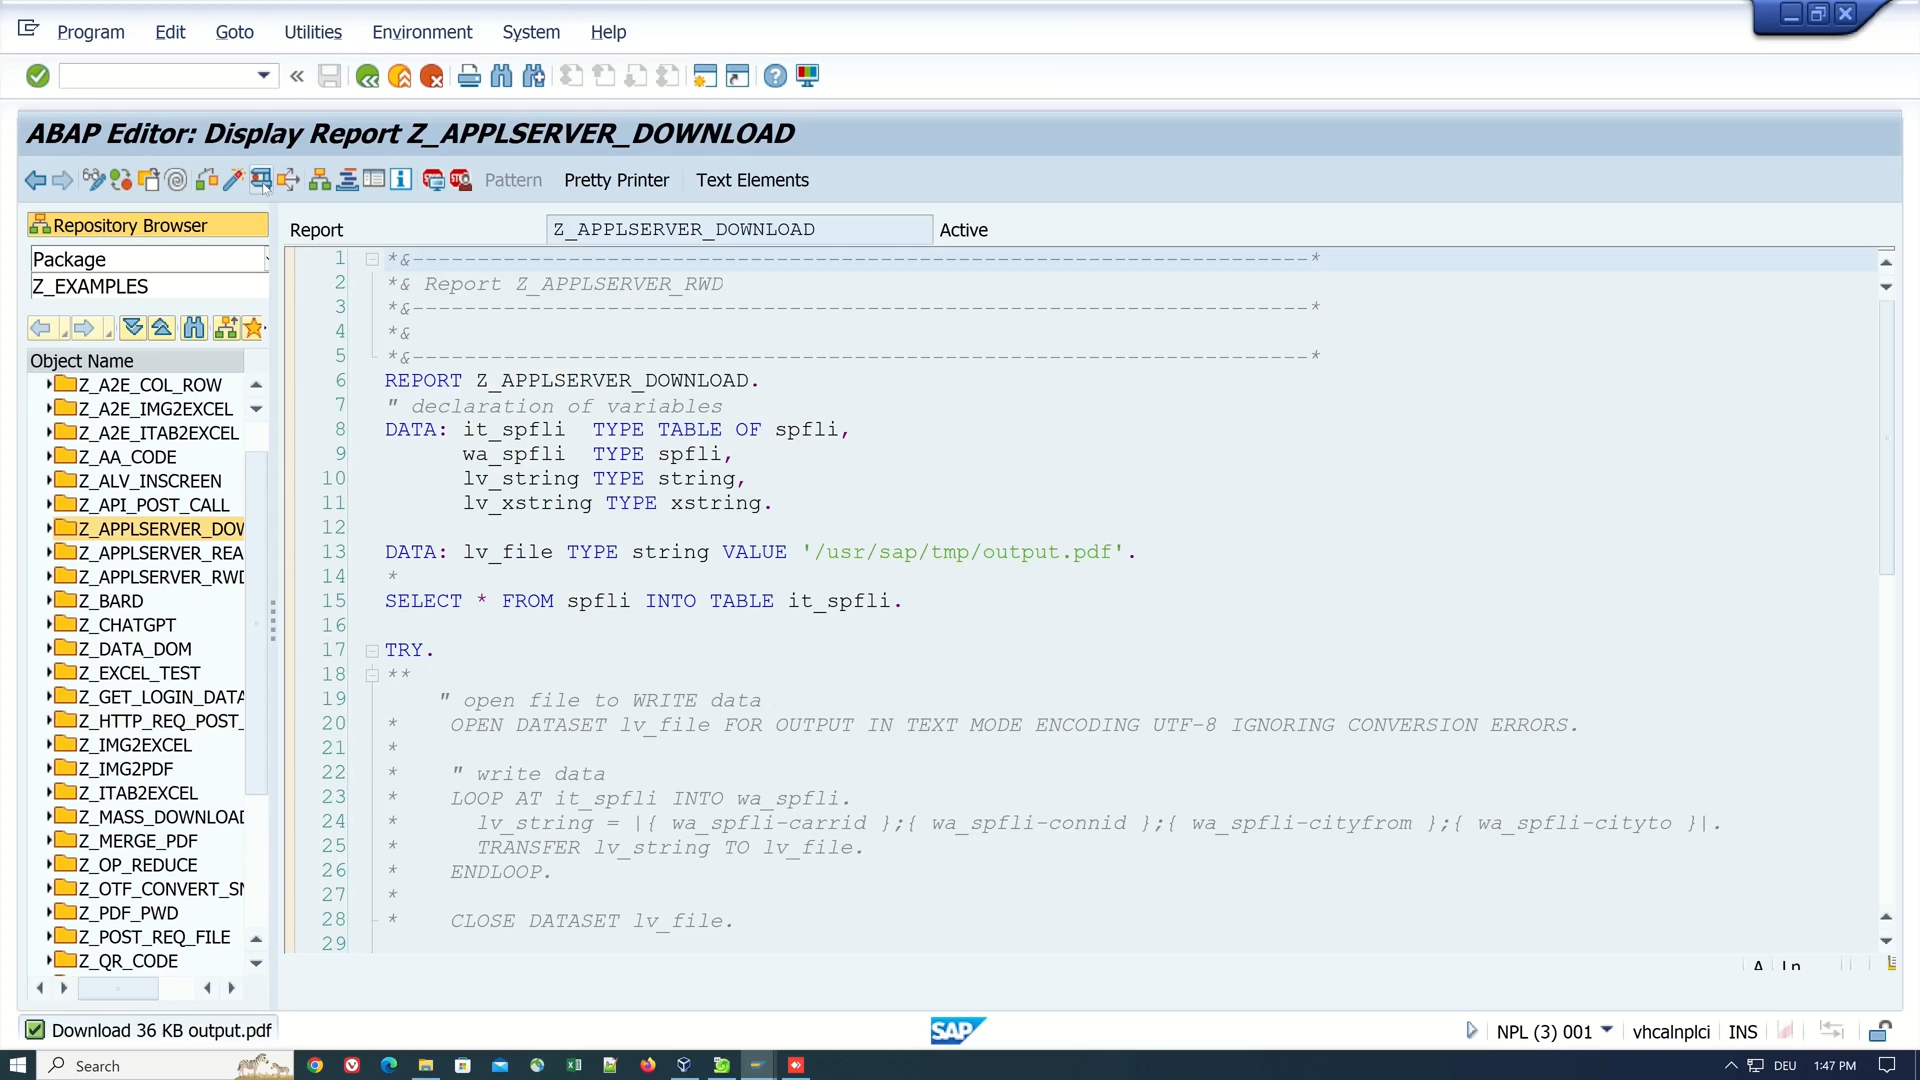 Program Edit Goto Utilities Environment System Help
ABAP Editor: Display Report Z_APPLSERVER_DOWNLOAD
Pattern Pretty Printer Text Elements
Repository Browser
Package
Z_EXAMPLES
Object Name
Z_A2E_COL_ROW
Z_A2E_IMG2EXCEL
Z_A2E_ITAB2EXCEL
Z_AA_CODE
Z_ALV_INSCREEN
Z_API_POST_CALL
Z_APPLSERVER_DOW
Z_APPLSERVER_REA
Z_APPLSERVER_RWD
Z_BARD
Z_CHATGPT
Z_DATA_DOM
Z_EXCEL_TEST
Z_GET_LOGIN_DATA
Z_HTTP_REQ_POST_
Z_IMG2EXCEL
Z_IMG2PDF
Z_ITAB2EXCEL
Z_MASS_DOWNLOAD
Z_MERGE_PDF
Z_OP_REDUCE
Z_OTF_CONVERT_SM
Z_PDF_PWD
Z_POST_REQ_FILE
Z_QR_CODE
Report Z_APPLSERVER_DOWNLOAD Active
1 *&---------------------------------------------------------------------*
2 *& Report Z_APPLSERVER_RWD
3 *&---------------------------------------------------------------------*
4 *&
5 *&---------------------------------------------------------------------*
6 REPORT Z_APPLSERVER_DOWNLOAD.
7 " declaration of variables
8 DATA: it_spfli TYPE TABLE OF spfli,
9 wa_spfli TYPE spfli,
10 lv_string TYPE string,
11 lv_xstring TYPE xstring.
12
13 DATA: lv_file TYPE string VALUE '/usr/sap/tmp/output.pdf'.
14 *
15 SELECT * FROM spfli INTO TABLE it_spfli.
16
17 TRY.
18 **
19 " open file to WRITE data
20 * OPEN DATASET lv_file FOR OUTPUT IN TEXT MODE ENCODING UTF-8 IGNORING CONVERSION ERRORS.
21 *
22 * " write data
23 * LOOP AT it_spfli INTO wa_spfli.
24 * lv_string = |{ wa_spfli-carrid };{ wa_spfli-connid };{ wa_spfli-cityfrom };{ wa_spfli-cityto }|.
25 * TRANSFER lv_string TO lv_file.
26 * ENDLOOP.
27 *
28 * CLOSE DATASET lv_file.
29
Download 36 KB output.pdf
SAP
NPL (3) 001 vhcalnplci INS
Search
DEU 1:47 PM